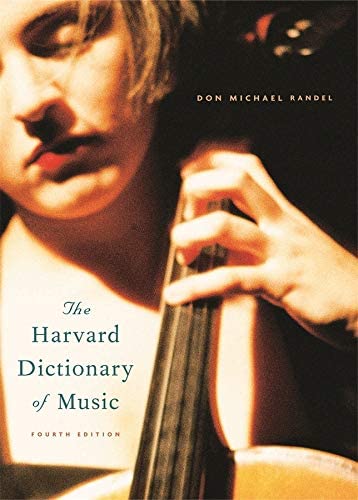 DON MICHAEL RANDEL
The
Harvard
Dictionary
of Music
FOURTH EDITION